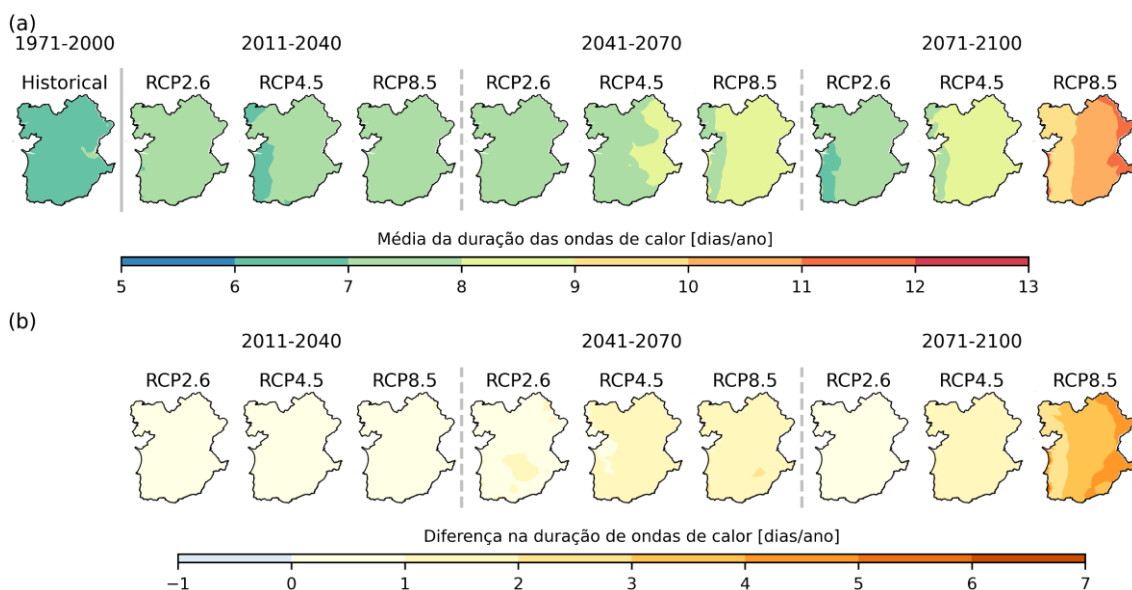 (a)
1971-2000 2011-2040 2041-2070 2071-2100
Historical RCP2.6 RCP4.5 RCP8.5 RCP2.6 RCP4.5 RCP8.5 RCP2.6 RCP4.5 RCP8.5
Média da duração das ondas de calor [dias/ano]
5 6 7 8 9 10 11 12 13
(b)
2011-2040 2041-2070 2071-2100
RCP2.6 RCP4.5 RCP8.5 RCP2.6 RCP4.5 RCP8.5 RCP2.6 RCP4.5 RCP8.5
Diferença na duração de ondas de calor [dias/ano]
−1 0 1 2 3 4 5 6 7